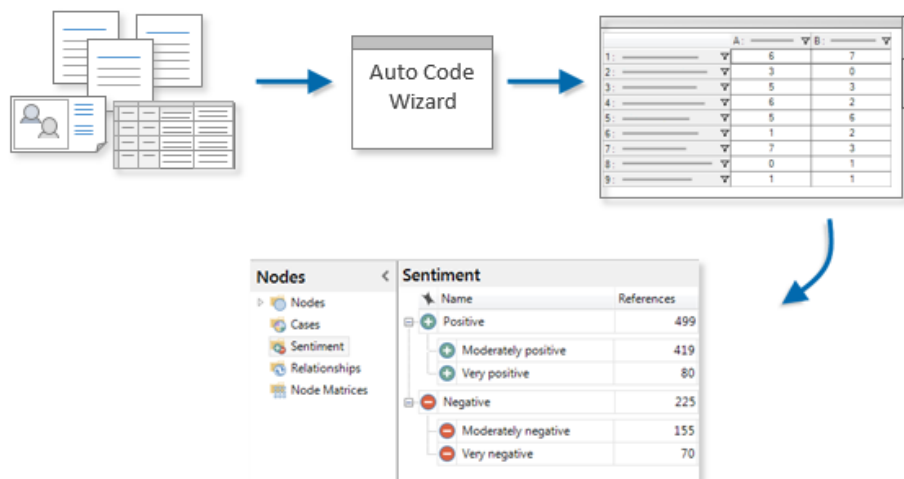 Auto Code
Wizard
A: B:
1: 6 7
2: 3 0
3: 5 3
4: 6 2
5: 5 6
6: 1 2
7: 7 3
8: 0 1
9: 1 1
Nodes
Nodes
Cases
Sentiment
Relationships
Node Matrices
Sentiment
Name References
Positive 499
Moderately positive 419
Very positive 80
Negative 225
Moderately negative 155
Very negative 70